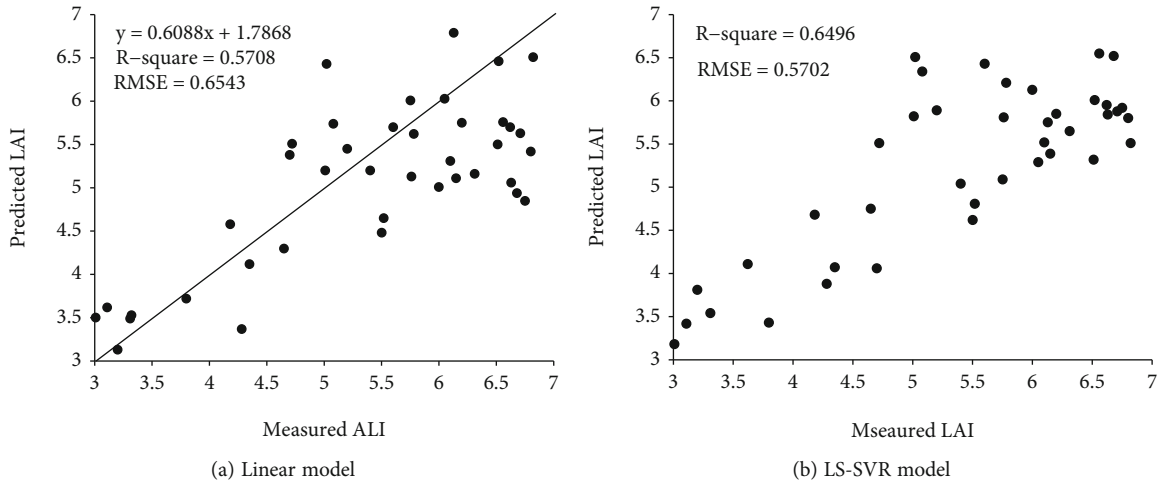 y = 0.6088x + 1.7868
R−square = 0.5708
RMSE = 0.6543
7
6.5
6
5.5
5
4.5
4
3.5
3
Predicted LAI
3 3.5 4 4.5 5 5.5 6 6.5 7
Measured ALI
(a) Linear model
R−square = 0.6496
RMSE = 0.5702
7
6.5
6
5.5
5
4.5
4
3.5
3
Predicted LAI
3 3.5 4 4.5 5 5.5 6 6.5 7
Mseaured LAI
(b) LS-SVR model